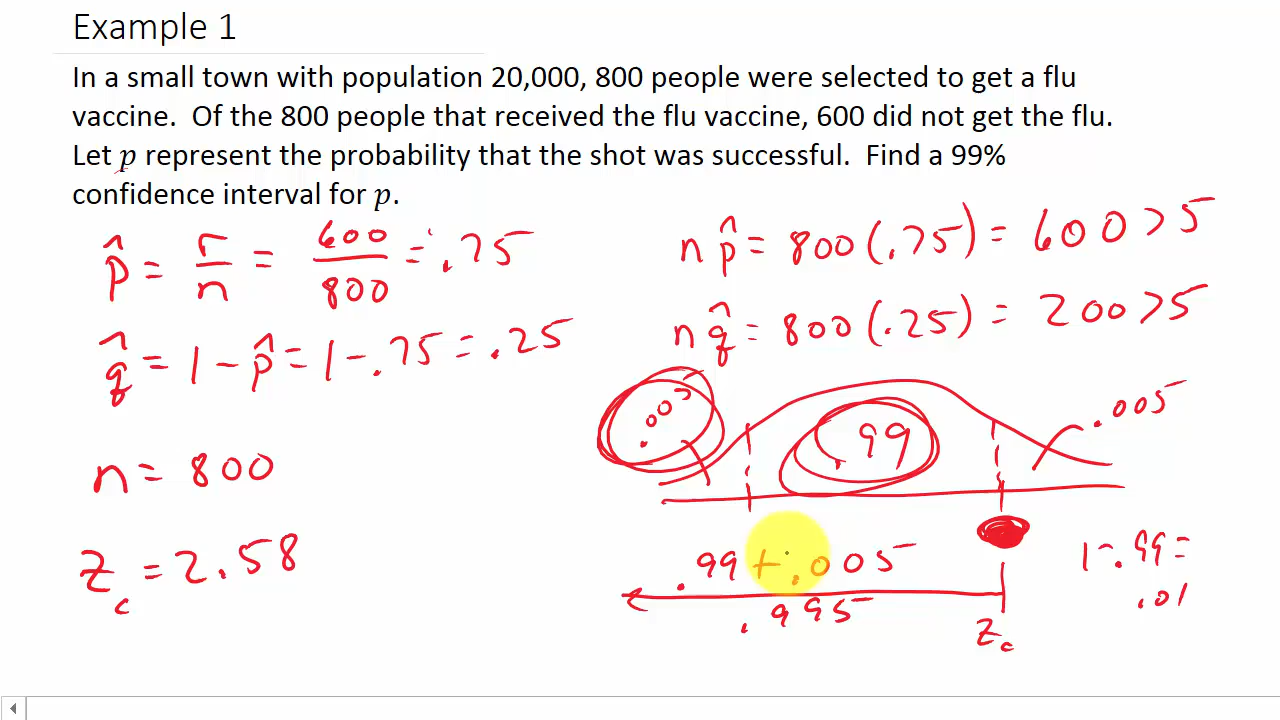 Example 1
In a small town with population 20,000, 800 people were selected to get a flu
vaccine. Of the 800 people that received the flu vaccine, 600 did not get the flu.
Let p represent the probability that the shot was successful. Find a 99%
confidence interval for p.
p̂ = r/n = 600/800 = .75
q̂ = 1 - p̂ = 1 - .75 = .25
n = 800
z_c = 2.58
n p̂ = 800 (.75) = 600 > 5
n q̂ = 800 (.25) = 200 > 5
.005
.99
.005
.99 + .005
.995
z_c
1 - .99 =
.01